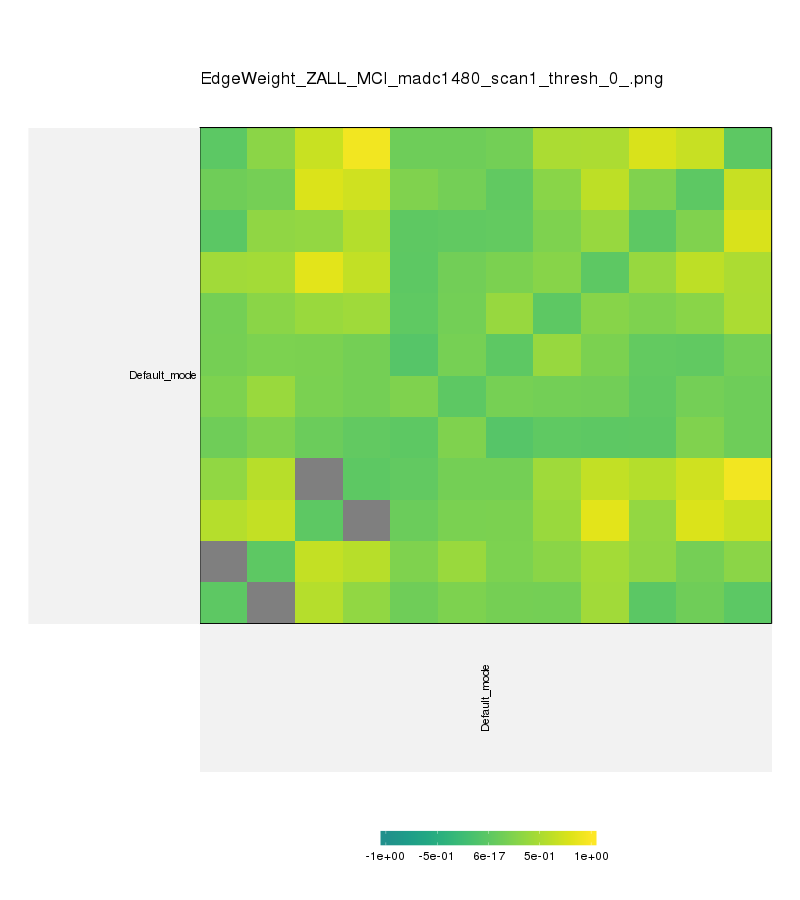 EdgeWeight_ZALL_MCI_madc1480_scan1_thresh_0_.png
Default_mode
Default_mode
-1e+00 -5e-01 6e-17 5e-01 1e+00